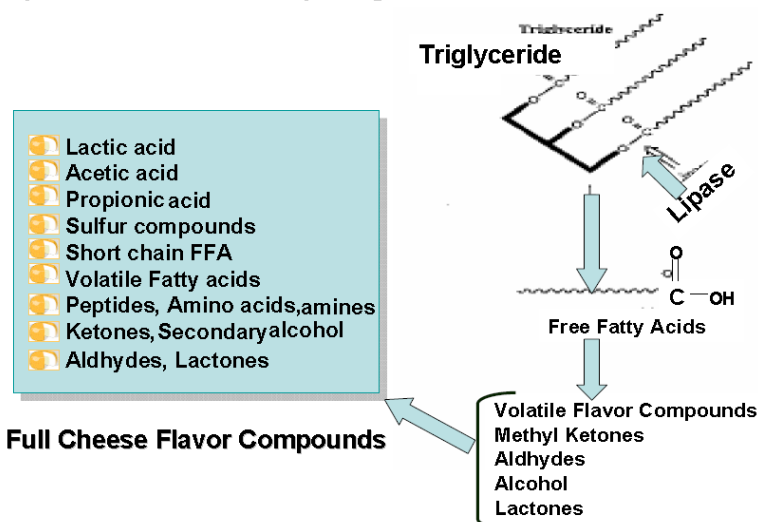 Triglyceride
Triglyceride
Lipase
O
C
O
O
C
O
O
C
O
O
C—OH
Free Fatty Acids
Lactic acid
Acetic acid
Propionic acid
Sulfur compounds
Short chain FFA
Volatile Fatty acids
Peptides, Amino acids,amines
Ketones, Secondary alcohol
Aldhydes, Lactones
Full Cheese Flavor Compounds
Volatile Flavor Compounds
Methyl Ketones
Aldhydes
Alcohol
Lactones